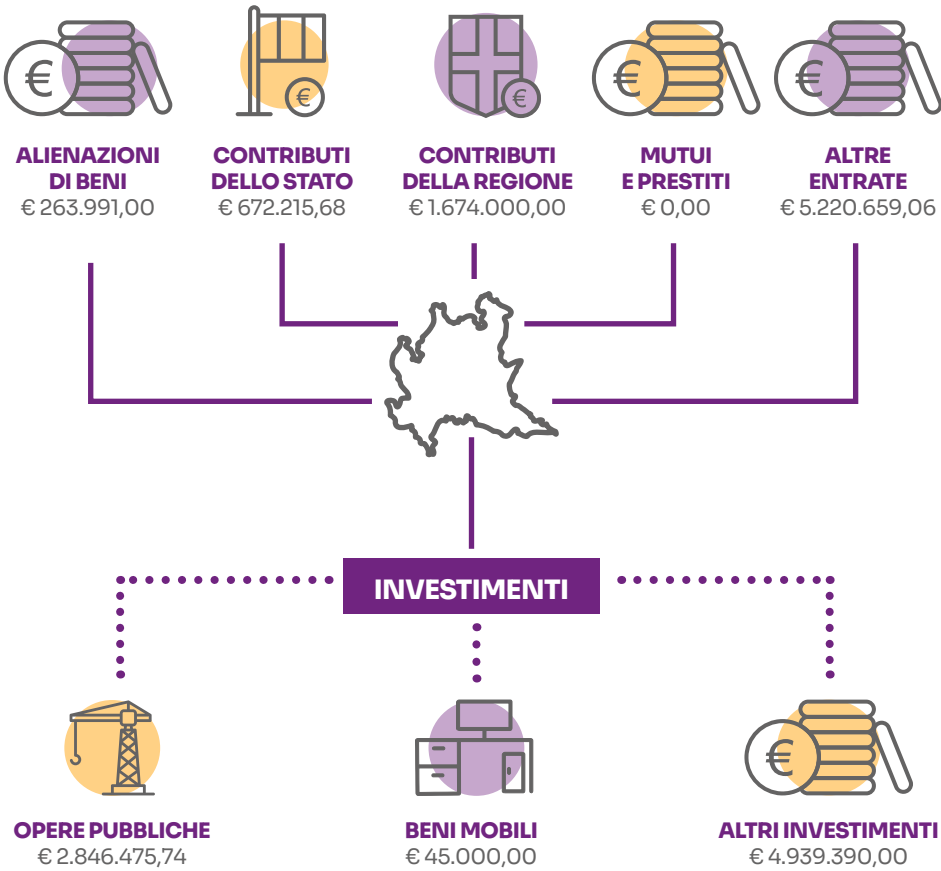 ALIENAZIONI
DI BENI
€ 263.991,00
CONTRIBUTI
DELLO STATO
€ 672.215,68
CONTRIBUTI
DELLA REGIONE
€ 1.674.000,00
MUTUI
E PRESTITI
€ 0,00
ALTRE
ENTRATE
€ 5.220.659,06
INVESTIMENTI
OPERE PUBBLICHE
€ 2.846.475,74
BENI MOBILI
€ 45.000,00
ALTRI INVESTIMENTI
€ 4.939.390,00